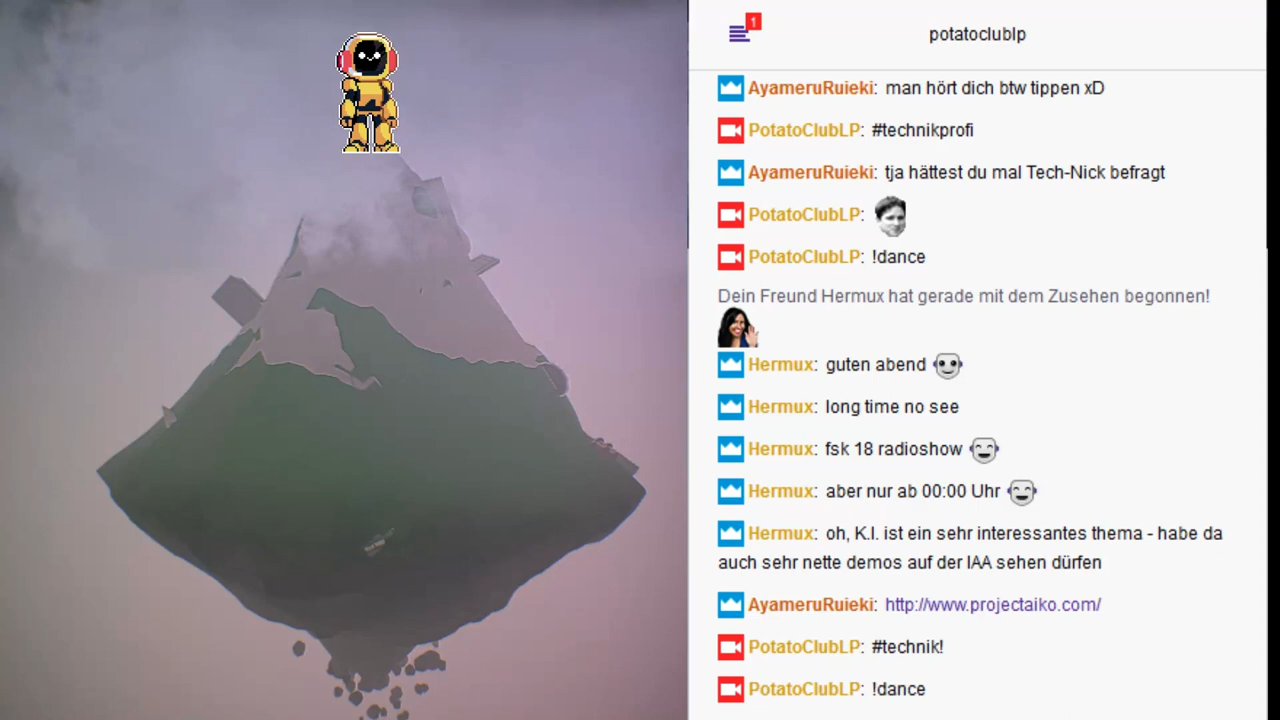 1
potatoclublp
AyameruRuieki: man hört dich btw tippen xD
PotatoClubLP: #technikprofi
AyameruRuieki: tja hättest du mal Tech-Nick befragt
PotatoClubLP:
PotatoClubLP: !dance
Dein Freund Hermux hat gerade mit dem Zusehen begonnen!
Hermux: guten abend
Hermux: long time no see
Hermux: fsk 18 radioshow
Hermux: aber nur ab 00:00 Uhr
Hermux: oh, K.I. ist ein sehr interessantes thema - habe da
auch sehr nette demos auf der IAA sehen dürfen
AyameruRuieki: http://www.projectaiko.com/
PotatoClubLP: #technik!
PotatoClubLP: !dance